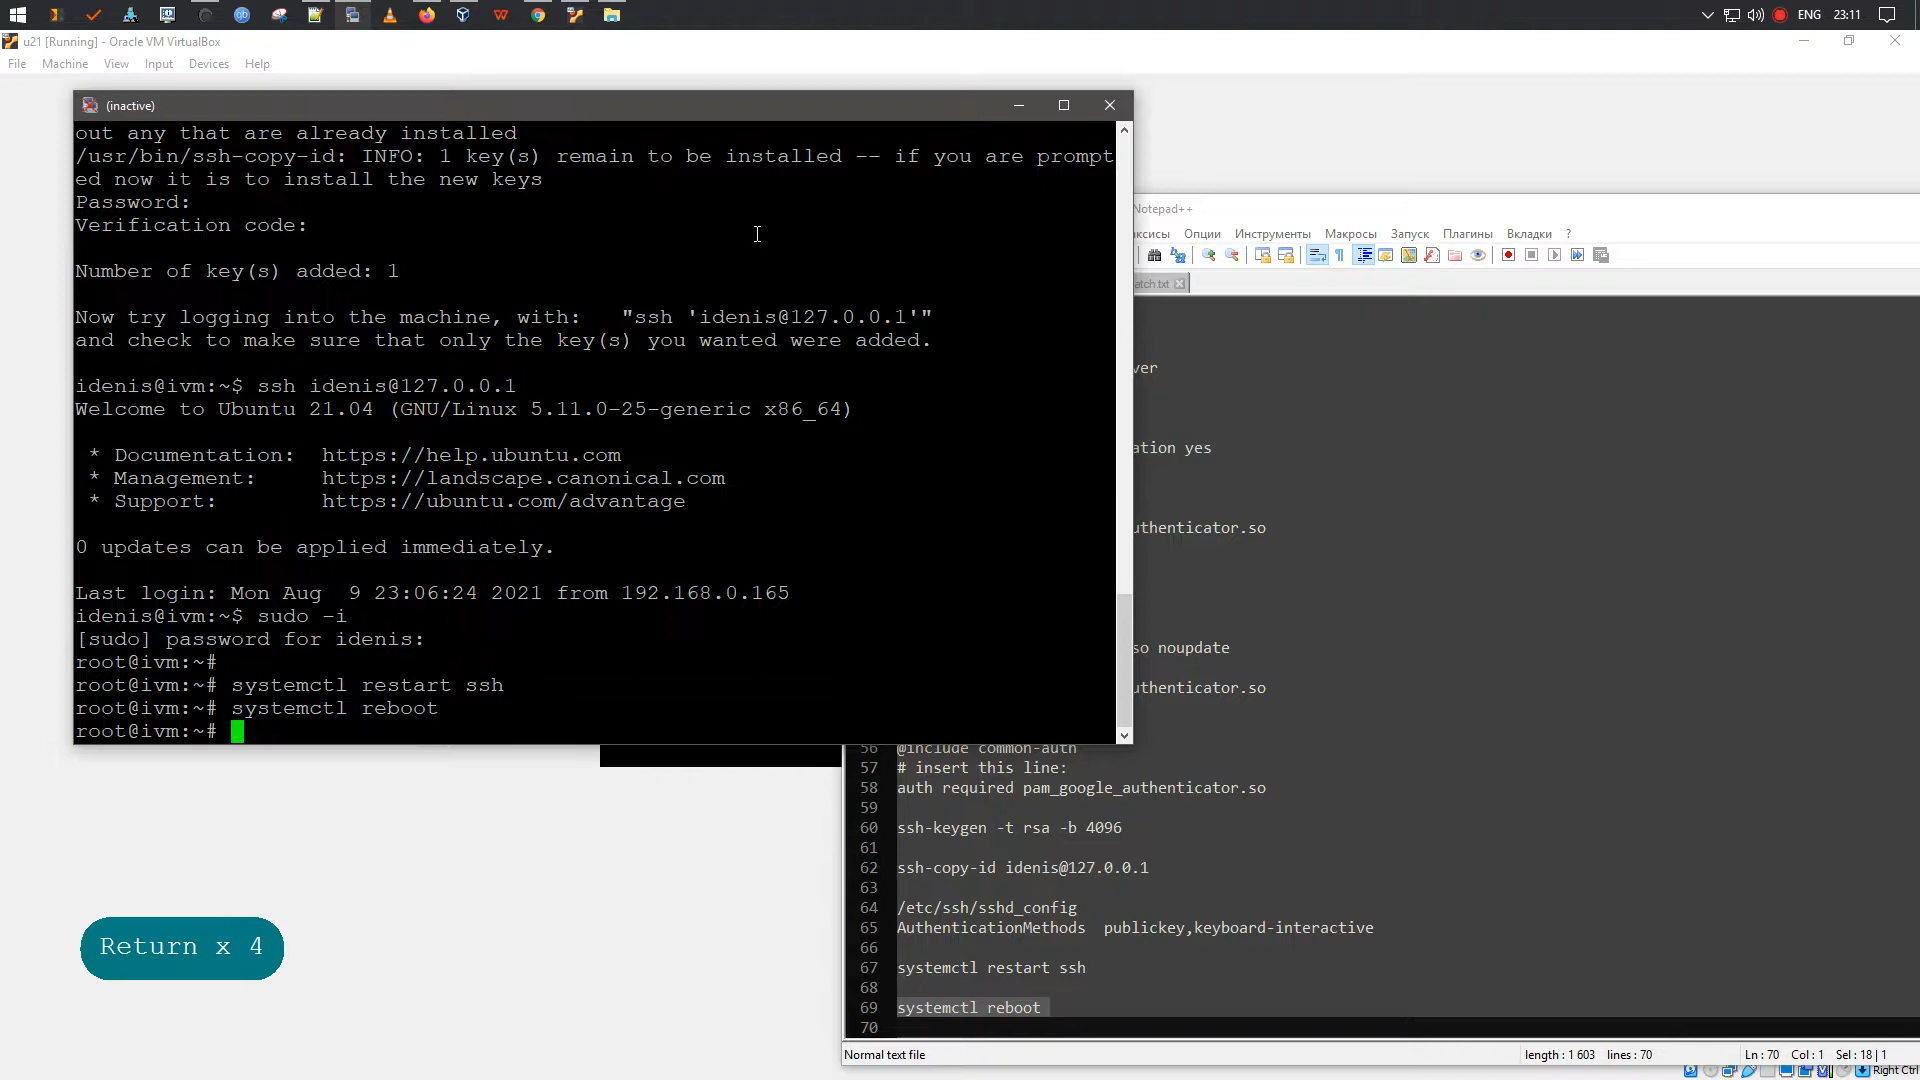 ENG
23:11
u21 [Running] - Oracle VM VirtualBox
File Machine View Input Devices Help
(inactive)
out any that are already installed
/usr/bin/ssh-copy-id: INFO: 1 key(s) remain to be installed -- if you are prompt
ed now it is to install the new keys
Password:
Verification code:
Number of key(s) added: 1
Now try logging into the machine, with:   "ssh 'idenis@127.0.0.1'"
and check to make sure that only the key(s) you wanted were added.
idenis@ivm:~$ ssh idenis@127.0.0.1
Welcome to Ubuntu 21.04 (GNU/Linux 5.11.0-25-generic x86_64)
* Documentation:  https://help.ubuntu.com
* Management:     https://landscape.canonical.com
* Support:        https://ubuntu.com/advantage
0 updates can be applied immediately.
Last login: Mon Aug  9 23:06:24 2021 from 192.168.0.165
idenis@ivm:~$ sudo -i
[sudo] password for idenis:
root@ivm:~#
root@ivm:~# systemctl restart ssh
root@ivm:~# systemctl reboot
root@ivm:~#
Notepad++
ксисы Опции Инструменты Макросы Запуск Плагины Вкладки ?
atch.txt
ver
ation yes
uthenticator.so
so noupdate
uthenticator.so
56 @include common-auth
57 # insert this line:
58 auth required pam_google_authenticator.so
59
60 ssh-keygen -t rsa -b 4096
61
62 ssh-copy-id idenis@127.0.0.1
63
64 /etc/ssh/sshd_config
65 AuthenticationMethods  publickey,keyboard-interactive
66
67 systemctl restart ssh
68
69 systemctl reboot
70
Normal text file
length : 1 603 lines : 70
Ln : 70 Col : 1 Sel : 18 | 1
Right Ctrl
Return x 4